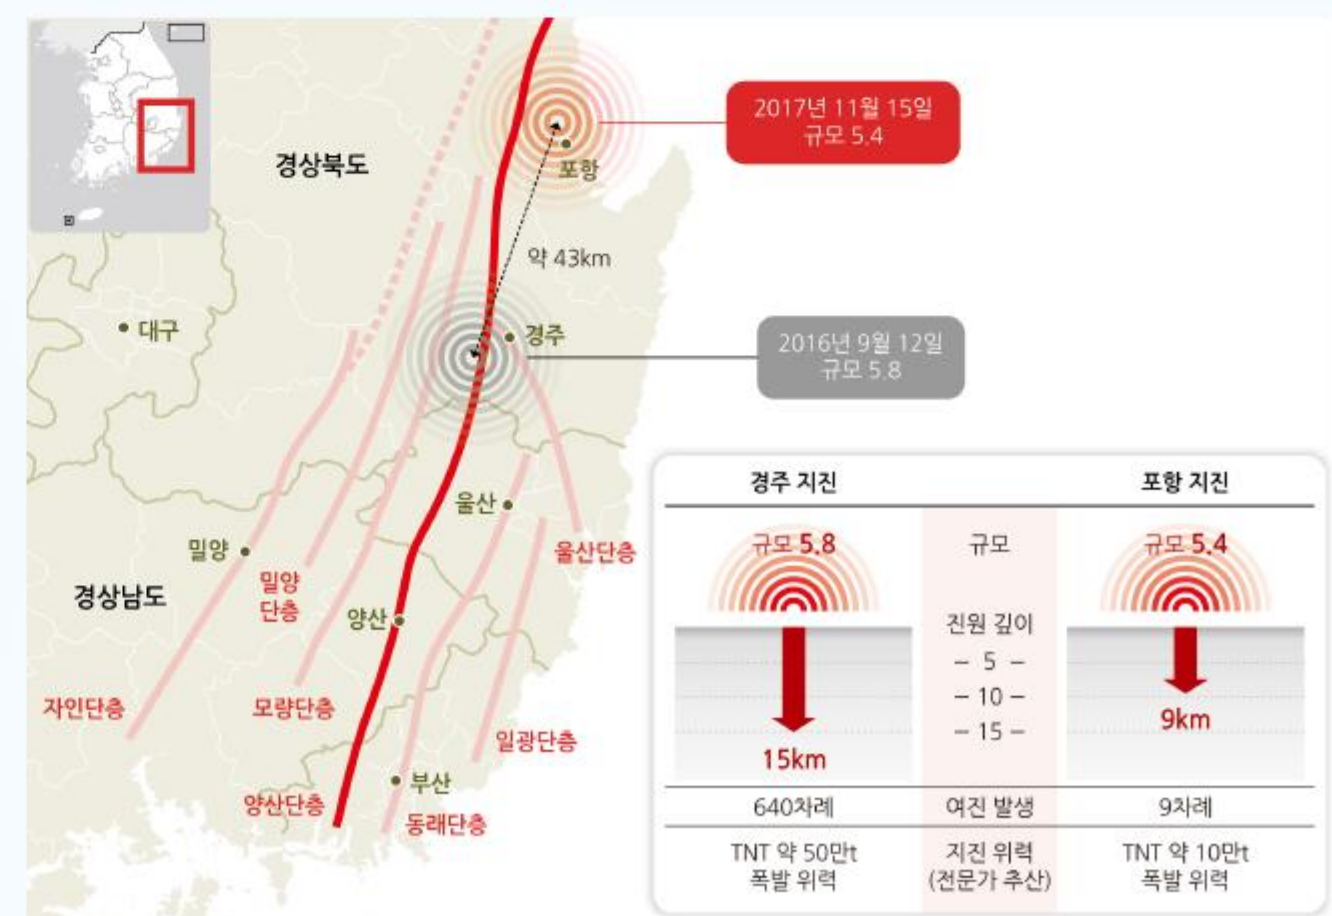 2017년 11월 15일
규모 5.4
경상북도
포항
약 43km
대구
경주
2016년 9월 12일
규모 5.8
울산
밀양
울산단층
밀양
단층
경상남도
양산
자인단층
모량단층
일광단층
부산
양산단층
동래단층
경주 지진
포항 지진
규모 5.8
규모
규모 5.4
진원 깊이
– 5 –
– 10 –
– 15 –
15km
9km
640차례
여진 발생
9차례
TNT 약 50만t
폭발 위력
지진 위력
(전문가 추산)
TNT 약 10만t
폭발 위력